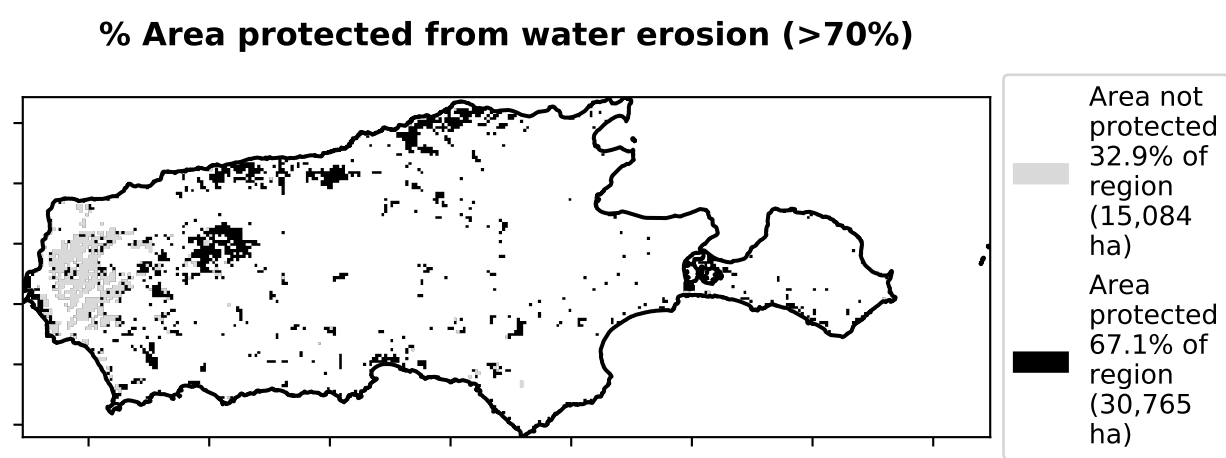 % Area protected from water erosion (>70%)
Area not
protected
32.9% of
region
(15,084
ha)
Area
protected
67.1% of
region
(30,765
ha)